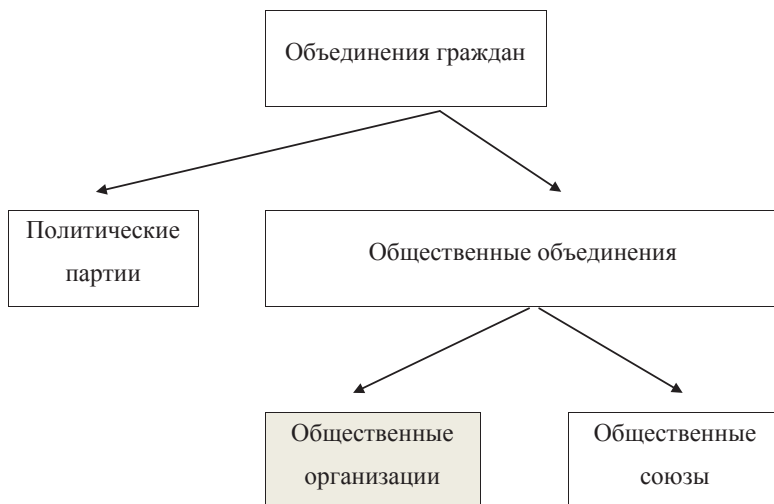 Объединения граждан
Политические
партии
Общественные объединения
Общественные
организации
Общественные
союзы